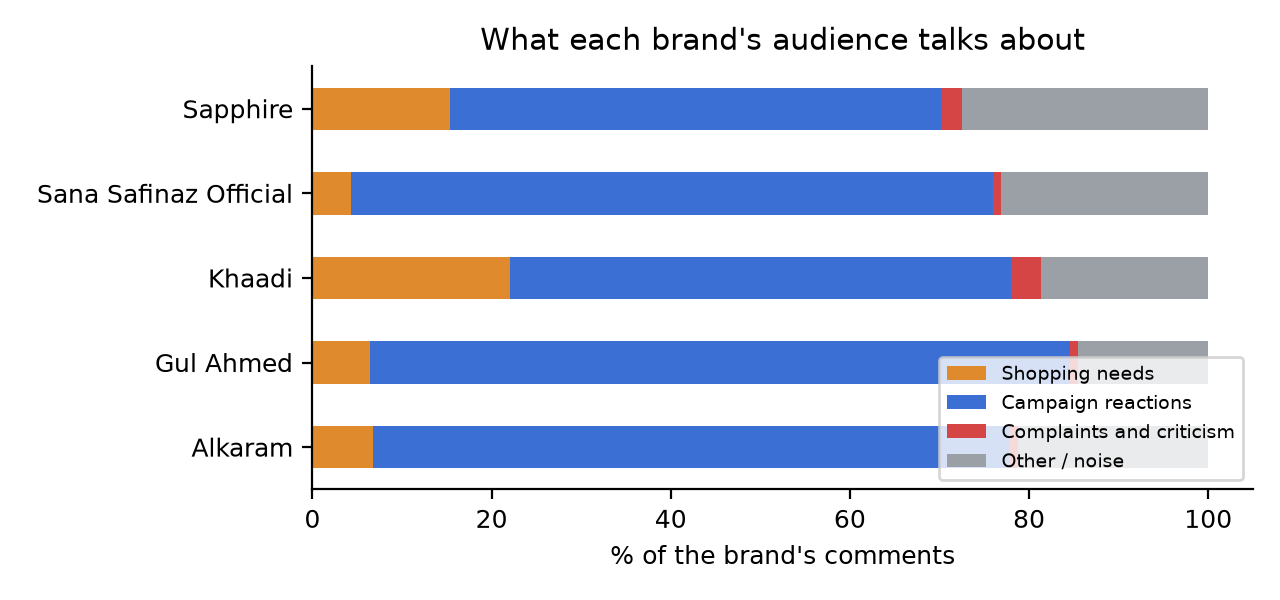 What each brand's audience talks about
Sapphire
Sana Safinaz Official
Khaadi
Gul Ahmed
Alkaram
Shopping needs
Campaign reactions
Complaints and criticism
Other / noise
0 20 40 60 80 100
% of the brand's comments